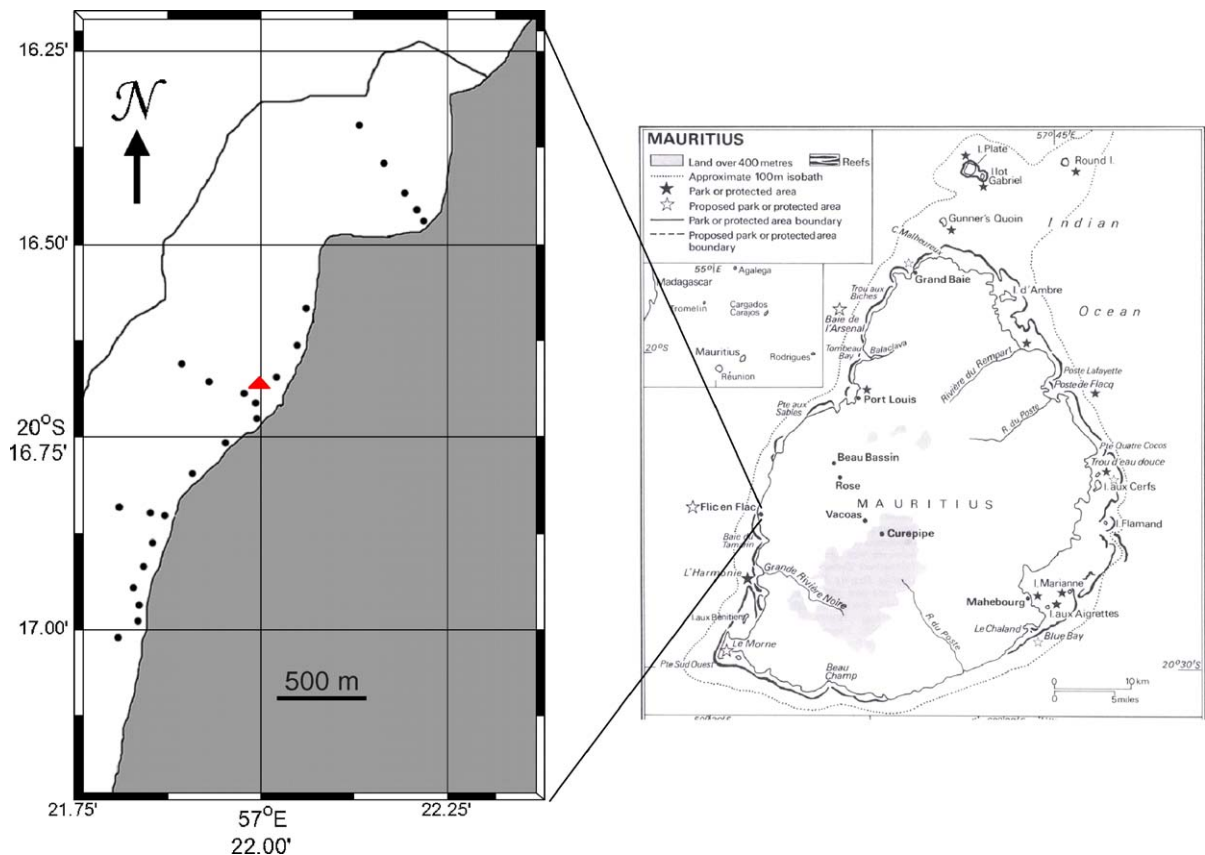 16.25'
N
16.50'
20°S
16.75'
17.00'
500 m
21.75'
57°E
22.00'
22.25'
MAURITIUS
Land over 400 metres
Reefs
Approximate 100m isobath
Park or protected area
Proposed park or protected area
Park or protected area boundary
Proposed park or protected area
boundary
57° 45' E
I. Plate
Ilot
Gabriel
Round I.
Gunner's Quoin
Indian
Ocean
C. Malheureux
Grand Baie
I. d'Ambre
55° E
Agalega
Madagascar
Tromelin
Cargados
Carajos
20°S
Mauritius
Rodrigues
Réunion
Trou aux
Biches
Baie de
l'Arsenal
Tombeau
Bay
Balaclava
Rivière du Rempart
Poste Lafayette
Poste de Flacq
Port Louis
Pte aux
Sables
R. du Poste
Pte Quatre Cocos
Trou d'eau douce
I. aux Cerfs
Beau Bassin
Rose
MAURITIUS
Flic en Flac
Vacoas
Curepipe
I. Flamand
Baie du
Tamarin
L'Harmonie
Grande Rivière Noire
I. Marianne
Mahebourg
I. aux Aigrettes
I. aux Bénitiers
R. du Poste
Le Chaland
Blue Bay
Le Morne
Pte Sud Ouest
Beau
Champ
20° 30' S
0 10 km
0 5 miles